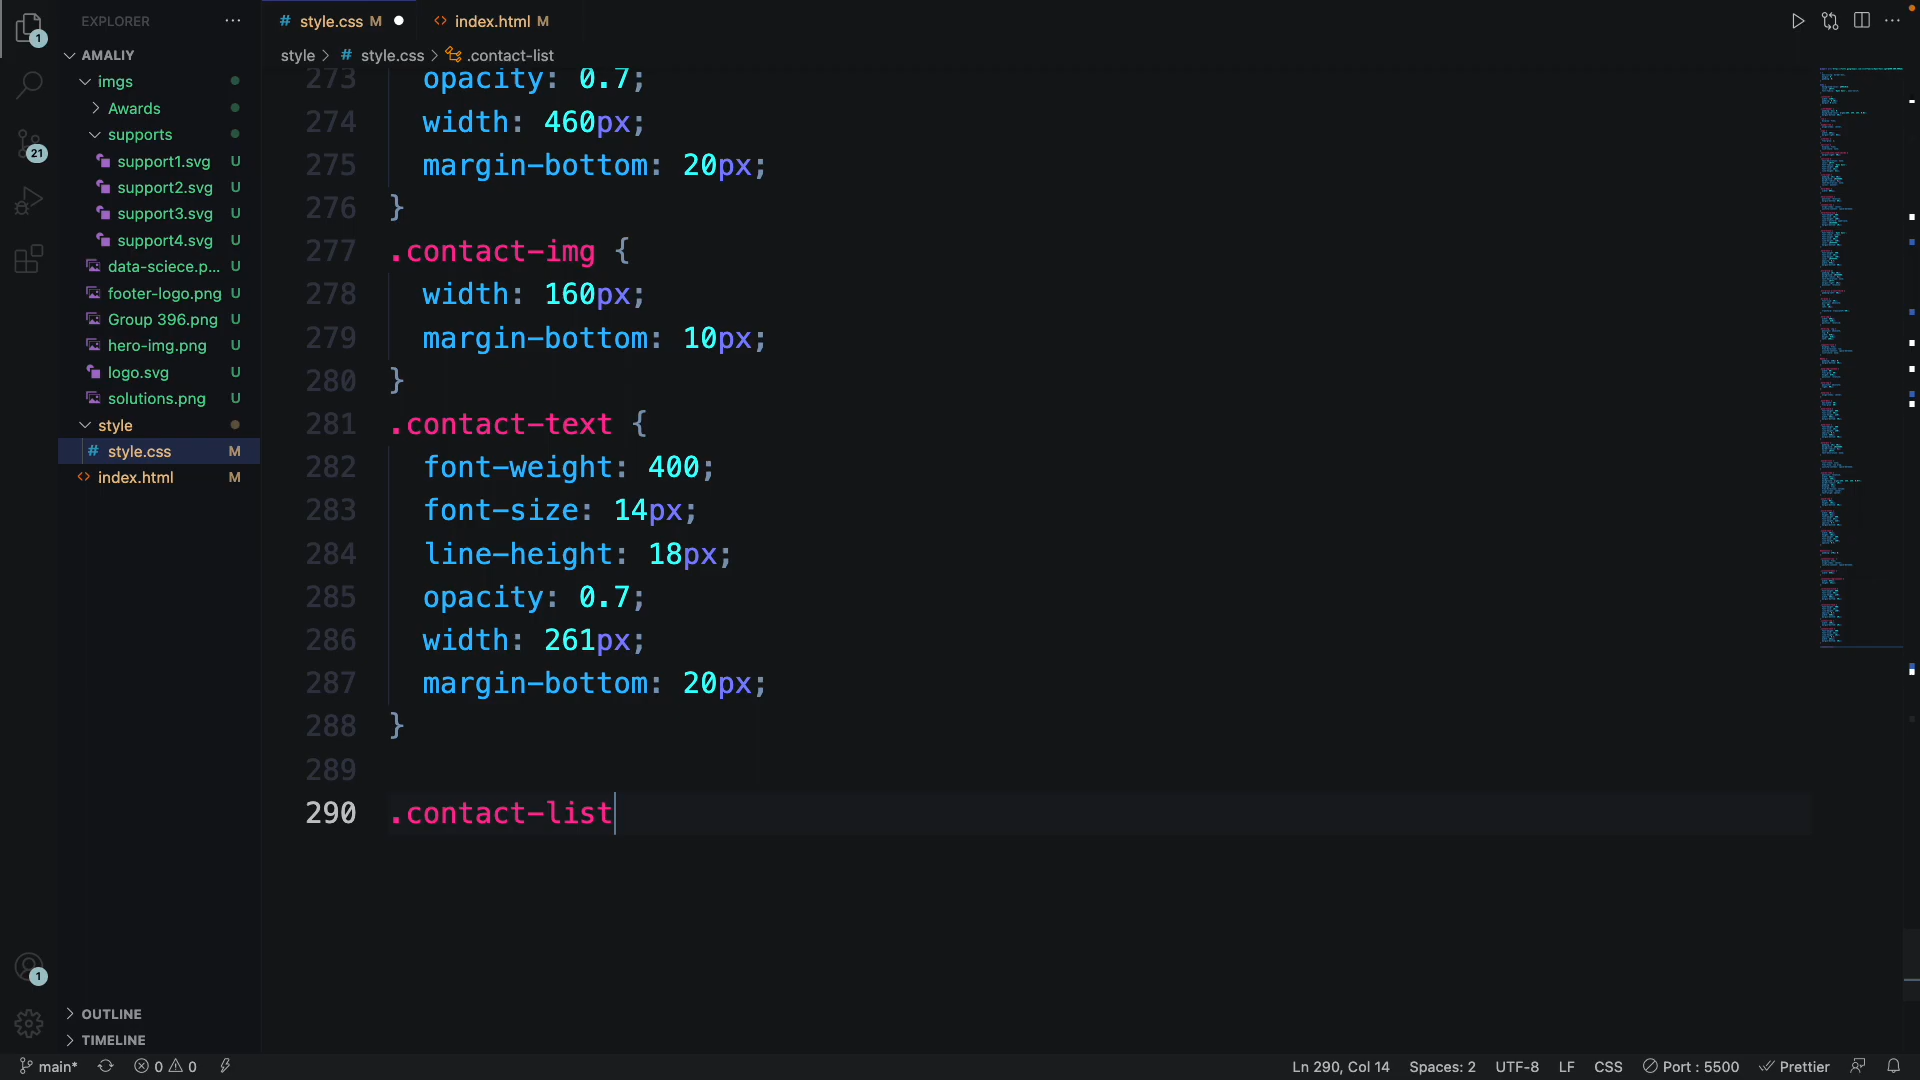 EXPLORER
AMALIY
imgs
Awards
supports
support1.svg U
support2.svg U
support3.svg U
support4.svg U
data-sciece.p... U
footer-logo.png U
Group 396.png U
hero-img.png U
logo.svg U
solutions.png U
style
# style.css M
<> index.html M
OUTLINE
TIMELINE
1
21
1
# style.css M
<> index.html M
style > # style.css > .contact-list
273 opacity: 0.7;
274 width: 460px;
275 margin-bottom: 20px;
276 }
277 .contact-img {
278 width: 160px;
279 margin-bottom: 10px;
280 }
281 .contact-text {
282 font-weight: 400;
283 font-size: 14px;
284 line-height: 18px;
285 opacity: 0.7;
286 width: 261px;
287 margin-bottom: 20px;
288 }
289
290 .contact-list
main* 0 0 Ln 290, Col 14 Spaces: 2 UTF-8 LF CSS Port : 5500 Prettier